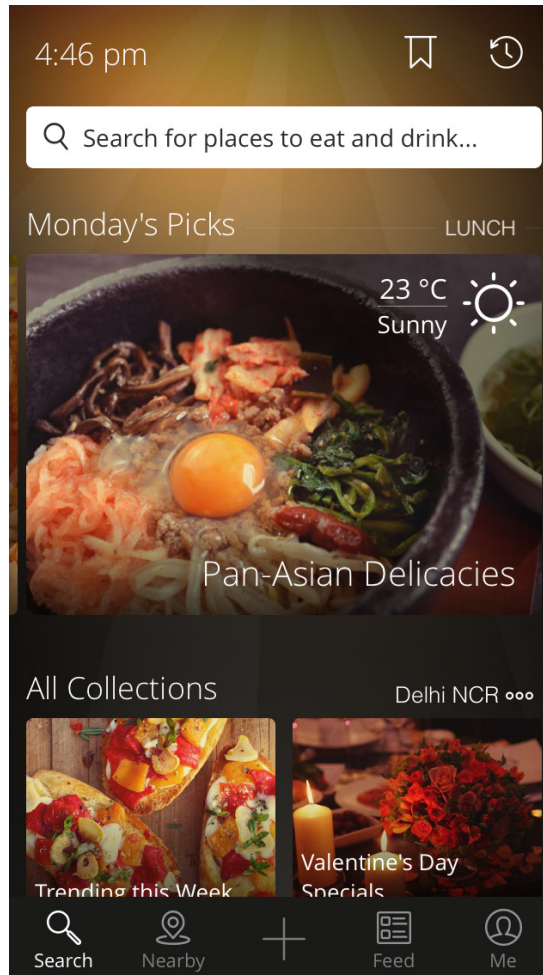 4:46 pm
Search for places to eat and drink...
Monday's Picks
LUNCH
23 °C
Sunny
Pan-Asian Delicacies
All Collections
Delhi NCR
Trending this Week
Valentine's Day
Specials
Search
Nearby
Feed
Me